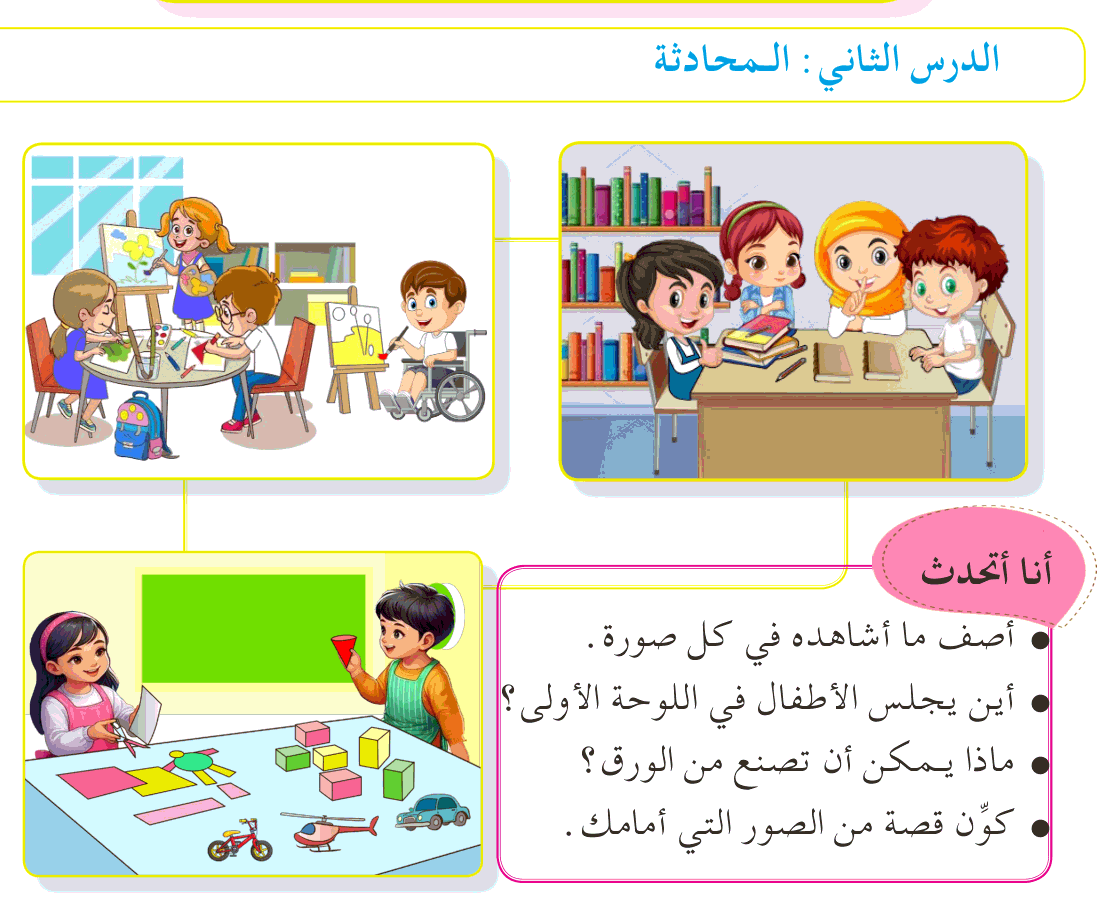 الدرس الثاني: المحادثة
أنا أتحدث
● أصف ما أشاهده في كل صورة.
● أين يجلس الأطفال في اللوحة الأولى؟
● ماذا يمكن أن تصنع من الورق؟
● كوِّن قصة من الصور التي أمامك.